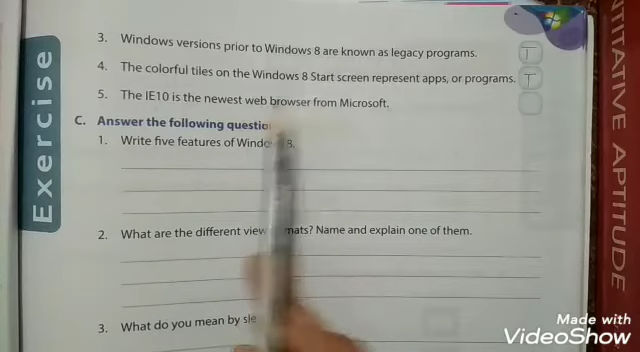 3. Windows versions prior to Windows 8 are known as legacy programs. T
4. The colorful tiles on the Windows 8 Start screen represent apps, or programs. T
5. The IE10 is the newest web browser from Microsoft.
Exercise
C. Answer the following questio
1. Write five features of Windo 8.
2. What are the different view mats? Name and explain one of them.
3. What do you mean by sle
TITATIVE APTITUDE
Made with
VideoShow